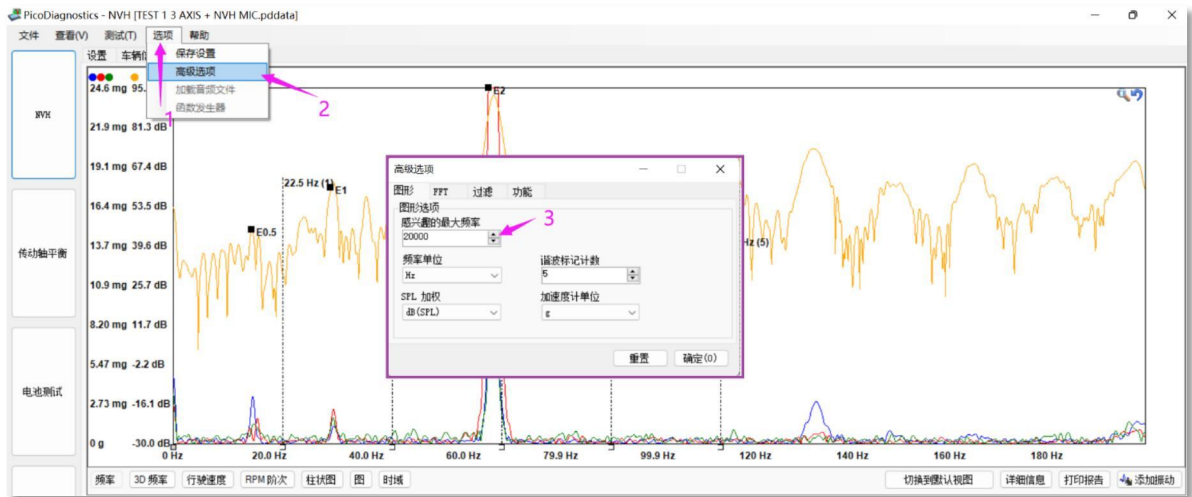 PicoDiagnostics - NVH [TEST 1 3 AXIS + NVH MIC.pddata]
文件 查看(V) 测试(T) 选项 帮助
设置 车辆
保存设置
高级选项
加载音频文件
函数发生器
1
2
NVH
传动轴平衡
电池测试
24.6 mg 95.
21.9 mg 81.3 dB
19.1 mg 67.4 dB
16.4 mg 53.5 dB
13.7 mg 39.6 dB
10.9 mg 25.7 dB
8.20 mg 11.7 dB
5.47 mg -2.2 dB
2.73 mg -16.1 dB
0 g -30.0 dB
E2
22.5 Hz (1)
E1
E0.5
Hz (5)
高级选项
图形 FFT 过滤 功能
图形选项
感兴趣的最大频率
20000
3
频率单位 谐波标记计数
Hz 5
SPL 加权 加速度计单位
dB(SPL) g
重置 确定(O)
0 Hz 20.0 Hz 40.0 Hz 60.0 Hz 79.9 Hz 99.9 Hz 120 Hz 140 Hz 160 Hz 180 Hz
频率 3D 频率 行驶速度 RPM 阶次 柱状图 图 时域 切换到默认视图 详细信息 打印报告 添加振动